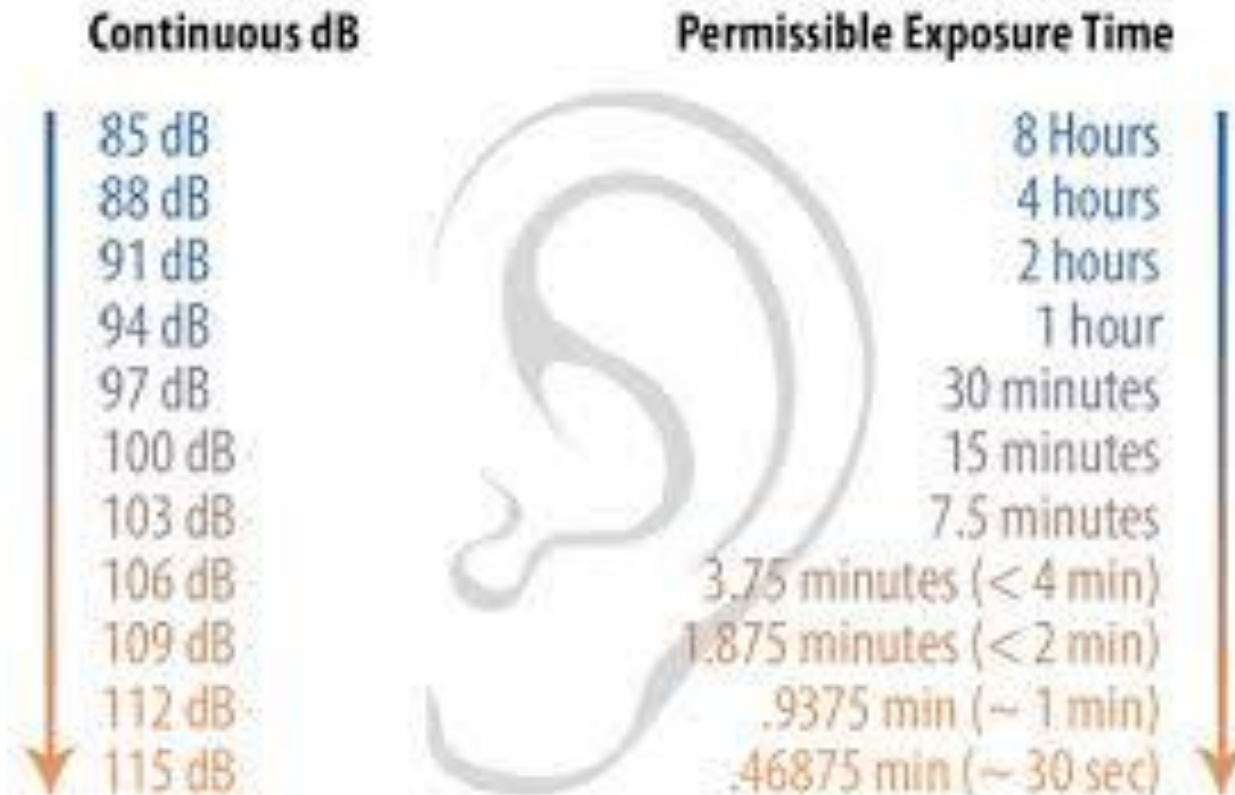 Continuous dB Permissible Exposure Time
85 dB 8 Hours
88 dB 4 hours
91 dB 2 hours
94 dB 1 hour
97 dB 30 minutes
100 dB 15 minutes
103 dB 7.5 minutes
106 dB 3.75 minutes (< 4 min)
109 dB 1.875 minutes (< 2 min)
112 dB .9375 min (~ 1 min)
115 dB .46875 min (~ 30 sec)